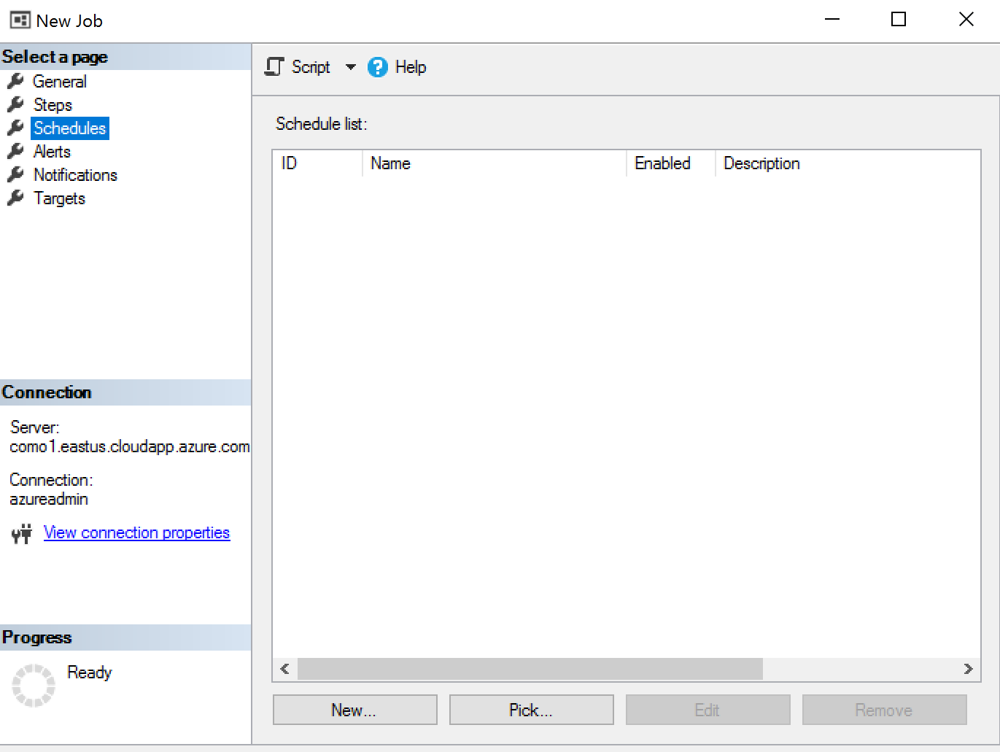 New Job
Select a page
General
Steps
Schedules
Alerts
Notifications
Targets
Connection
Server:
como1.eastus.cloudapp.azure.com
Connection:
azureadmin
View connection properties
Progress
Ready
Script
Help
Schedule list:
ID Name Enabled Description
New... Pick... Edit Remove